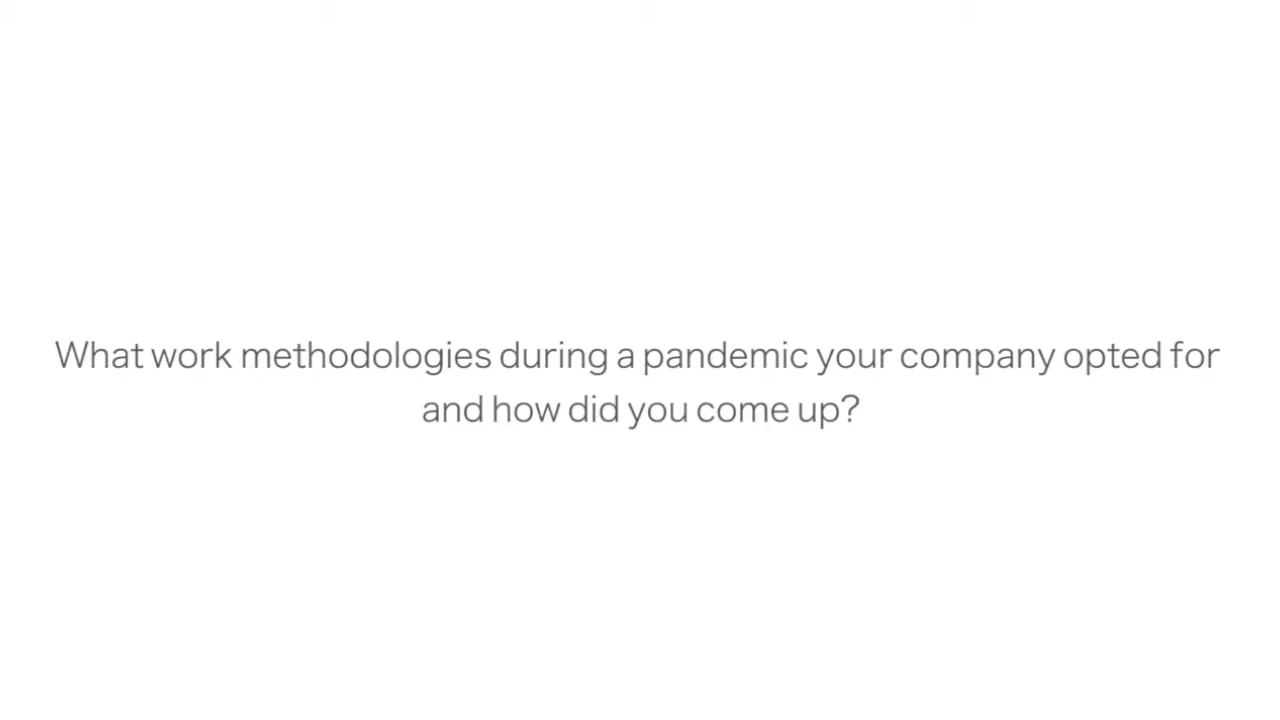 What work methodologies during a pandemic your company opted for
and how did you come up?